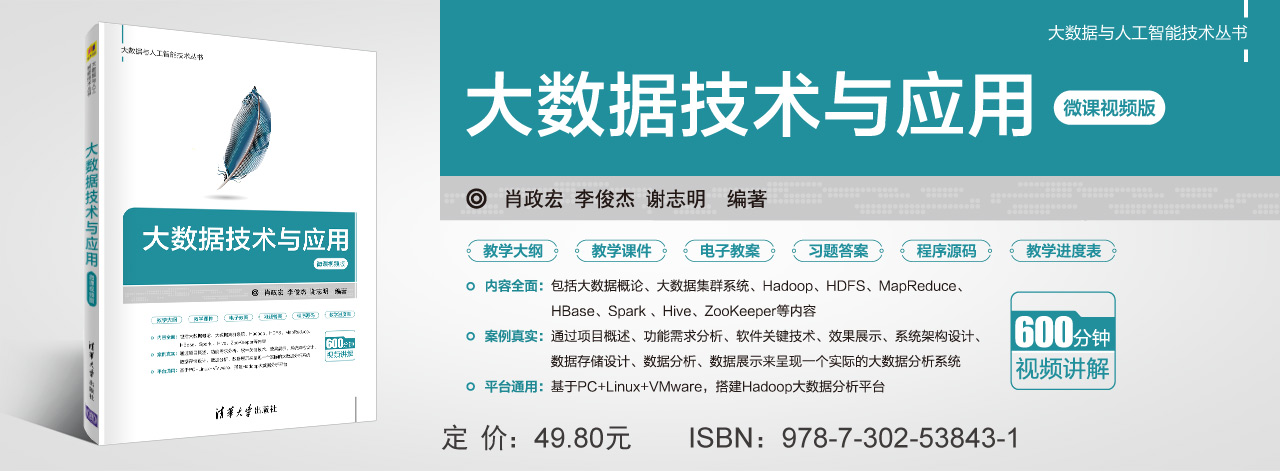 大数据与人工智能技术丛书
大数据技术与应用
微课视频版
肖政宏 李俊杰 谢志明 编著
教学大纲 教学课件 电子教案 习题答案 程序源码 教学进度表
内容全面：包括大数据概论、大数据集群系统、Hadoop、HDFS、MapReduce、
HBase、Spark 、Hive、ZooKeeper等内容
案例真实：通过项目概述、功能需求分析、软件关键技术、效果展示、系统架构设计、
数据存储设计、数据分析、数据展示来呈现一个实际的大数据分析系统
平台通用：基于PC+Linux+VMware，搭建Hadoop大数据分析平台
600分钟
视频讲解
清华大学出版社
大数据技术与应用
微课视频版
清华大学出版社
大数据与人工智能技术丛书
大数据技术与应用
微课视频版
肖政宏 李俊杰 谢志明 编著
定 价：49.80元 ISBN：978-7-302-53843-1